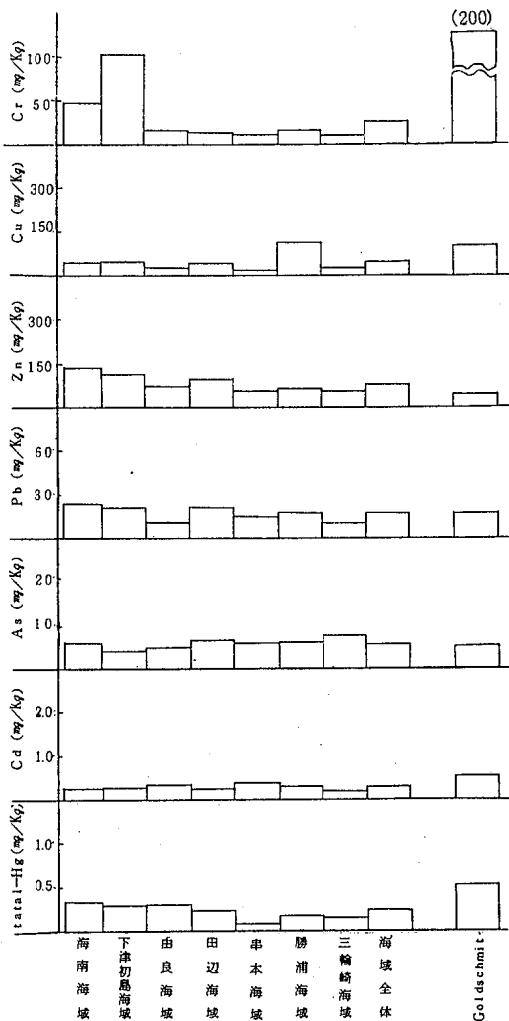 (200)
Cr (mg/Kg)
100
50
Cu (mg/Kg)
300
150
Zn (mg/Kg)
300
150
Pb (mg/Kg)
60
30
As (mg/Kg)
20
10
Cd (mg/Kg)
2.0
1.0
tatal-Hg (mg/Kg)
1.0
0.5
海南海域
下津初島海域
由良海域
田辺海域
串本海域
勝浦海域
三輪崎海域
海域全体
Goldschmit